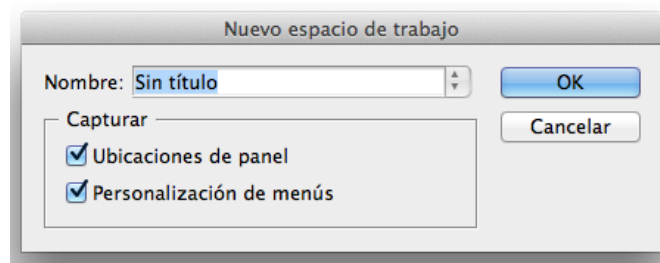 Nuevo espacio de trabajo
Nombre: Sin título
OK
Capturar
Cancelar
Ubicaciones de panel
Personalización de menús